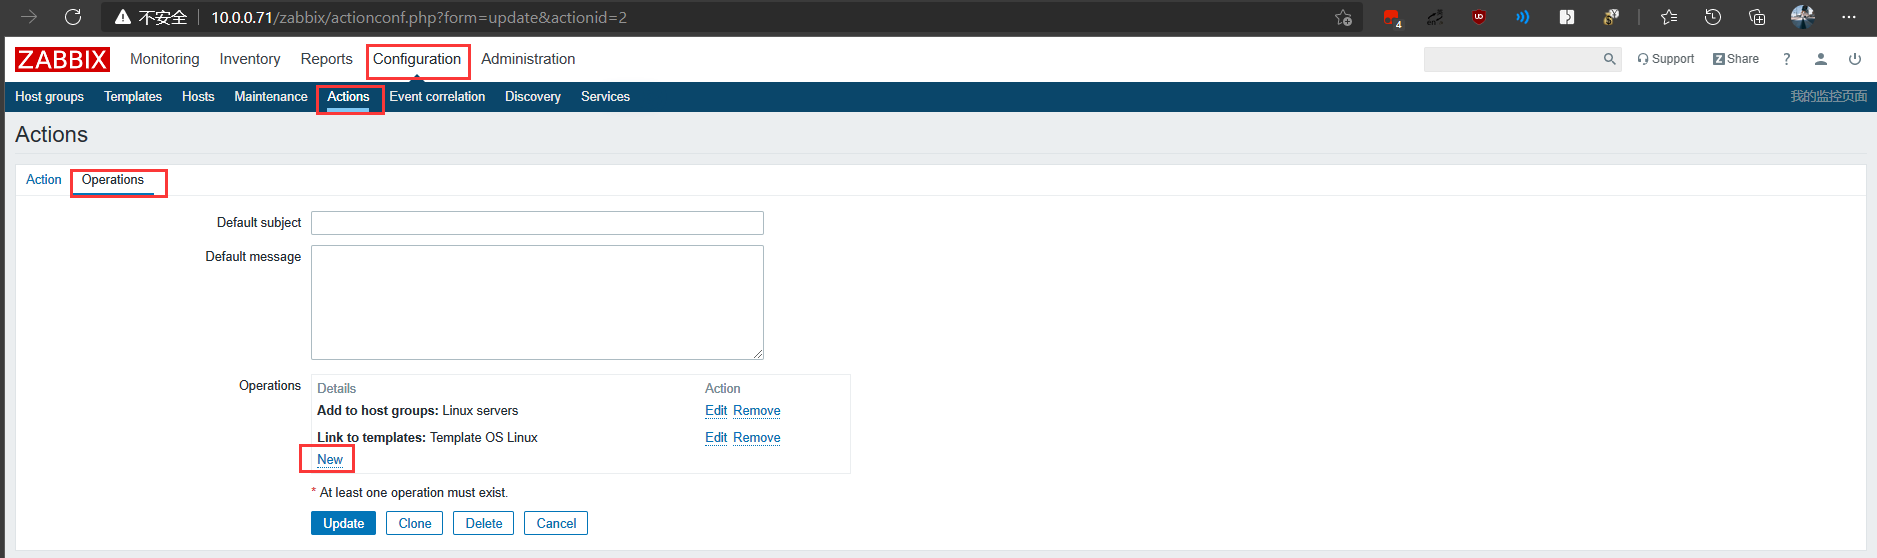 不安全 10.0.0.71/zabbix/actionconf.php?form=update&actionid=2
4 en UD
ZABBIX Monitoring Inventory Reports Configuration Administration Support Z Share ?
Host groups Templates Hosts Maintenance Actions Event correlation Discovery Services 我的监控页面
Actions
Action Operations
Default subject
Default message
Operations Details Action
Add to host groups: Linux servers Edit Remove
Link to templates: Template OS Linux Edit Remove
New
* At least one operation must exist.
Update Clone Delete Cancel